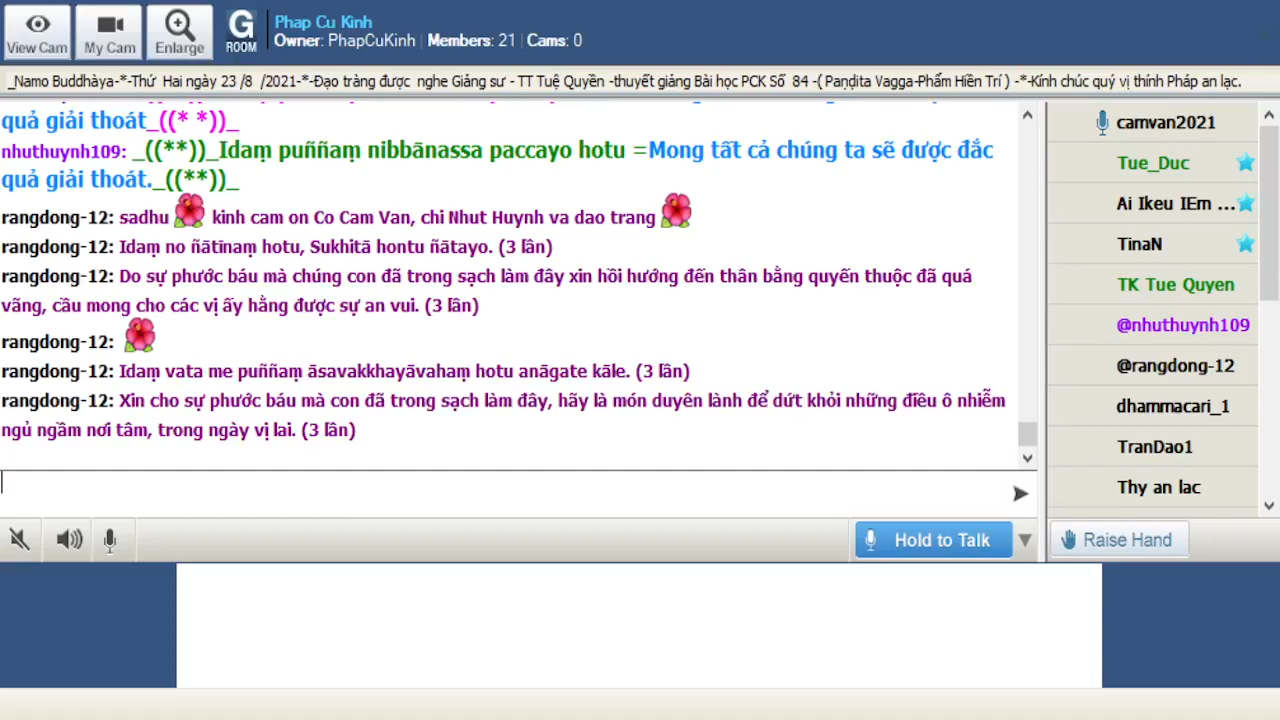 View Cam
My Cam
Enlarge
G
ROOM
Phap Cu Kinh
Owner: PhapCuKinh | Members: 21 | Cams: 0
_Namo Buddhàya-*-Thứ Hai ngày 23 /8 /2021-*-Đạo tràng được nghe Giảng sư - TT Tuệ Quyền -thuyết giảng Bài học PCK Số 84 -( Paṇḍita Vagga-Phẩm Hiền Trí ) -*-Kính chúc quý vị thính Pháp an lạc.
quả giải thoát_((* *))_
nhuthuynh109: _((**))_Idaṃ puññaṃ nibbānassa paccayo hotu =Mong tất cả chúng ta sẽ được đắc
quả giải thoát._((**))_
rangdong-12: sadhu kinh cam on Co Cam Van, chi Nhut Huynh va dao trang
rangdong-12: Idaṃ no ñātīnaṃ hotu, Sukhitā hontu ñātayo. (3 lần)
rangdong-12: Do sự phước báu mà chúng con đã trong sạch làm đây xin hồi hướng đến thân bằng quyến thuộc đã quá
vãng, cầu mong cho các vị ấy hằng được sự an vui. (3 lần)
rangdong-12:
rangdong-12: Idaṃ vata me puññaṃ āsavakkhayāvahaṃ hotu anāgate kāle. (3 lần)
rangdong-12: Xin cho sự phước báu mà con đã trong sạch làm đây, hãy là món duyên lành để dứt khỏi những điều ô nhiễm
ngủ ngầm nơi tâm, trong ngày vị lai. (3 lần)
camvan2021
Tue_Duc
Ai Ikeu IEm ...
TinaN
TK Tue Quyen
@nhuthuynh109
@rangdong-12
dhammacari_1
TranDao1
Thy an lac
Hold to Talk
Raise Hand